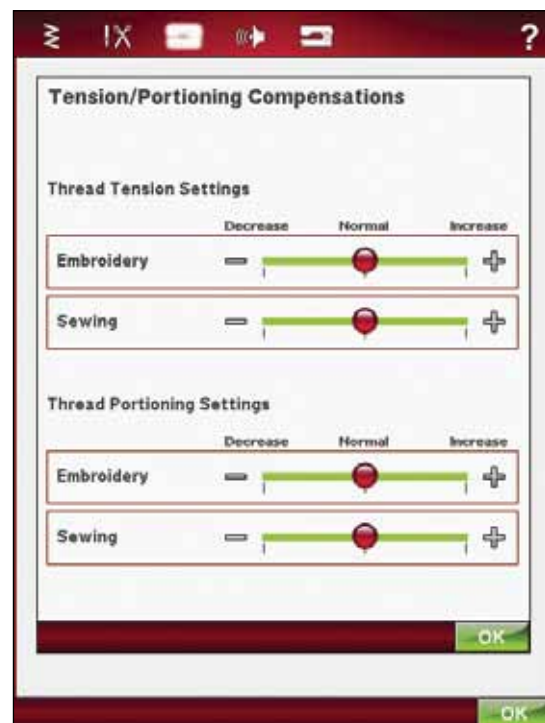 ?
Tension/Portioning Compensations
Thread Tension Settings
Decrease Normal Increase
Embroidery
Sewing
Thread Portioning Settings
Decrease Normal Increase
Embroidery
Sewing
OK
OK